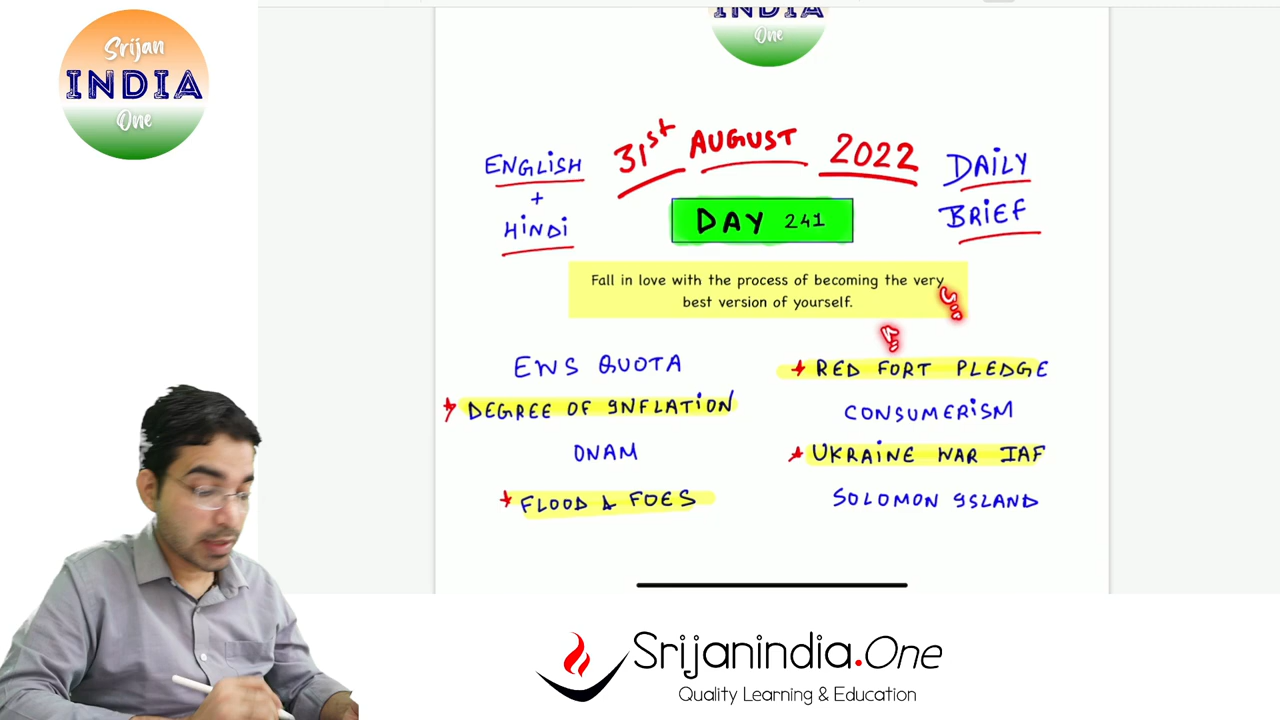 Srijan
INDIA
One
INDIA
One
31st AUGUST 2022
ENGLISH
+
HINDI
DAILY
BRIEF
DAY 241
Fall in love with the process of becoming the very
best version of yourself.
EWS QUOTA
* DEGREE OF INFLATION
ONAM
* FLOOD & FOES
* RED FORT PLEDGE
CONSUMERISM
* UKRAINE WAR IAF
SOLOMON ISLAND
Srijanindia.One
Quality Learning & Education